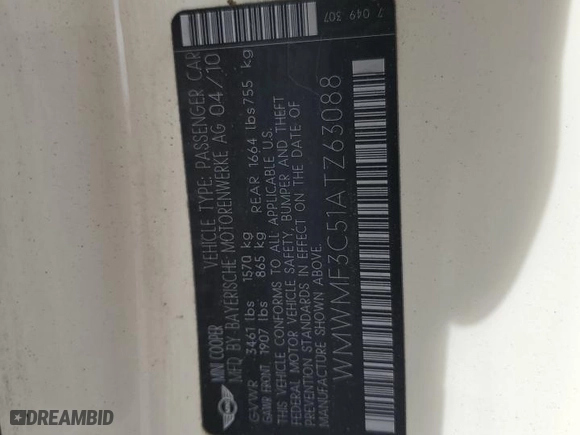 7 049 307
MINI COOPER VEHICLE TYPE: PASSENGER CAR
MFG. BY: BAYERISCHE MOTORENWERKE AG 04/10
GVWR 3461 lbs 1570 kg
GAWR FRONT 1907 lbs 865 kg REAR 1664 lbs 755 kg
THIS VEHICLE CONFORMS TO ALL APPLICABLE U.S.
FEDERAL MOTOR VEHICLE SAFETY, BUMPER AND THEFT
PREVENTION STANDARDS IN EFFECT ON THE DATE OF
MANUFACTURE SHOWN ABOVE.
WMWMF3C51ATZ63088
DREAMBID